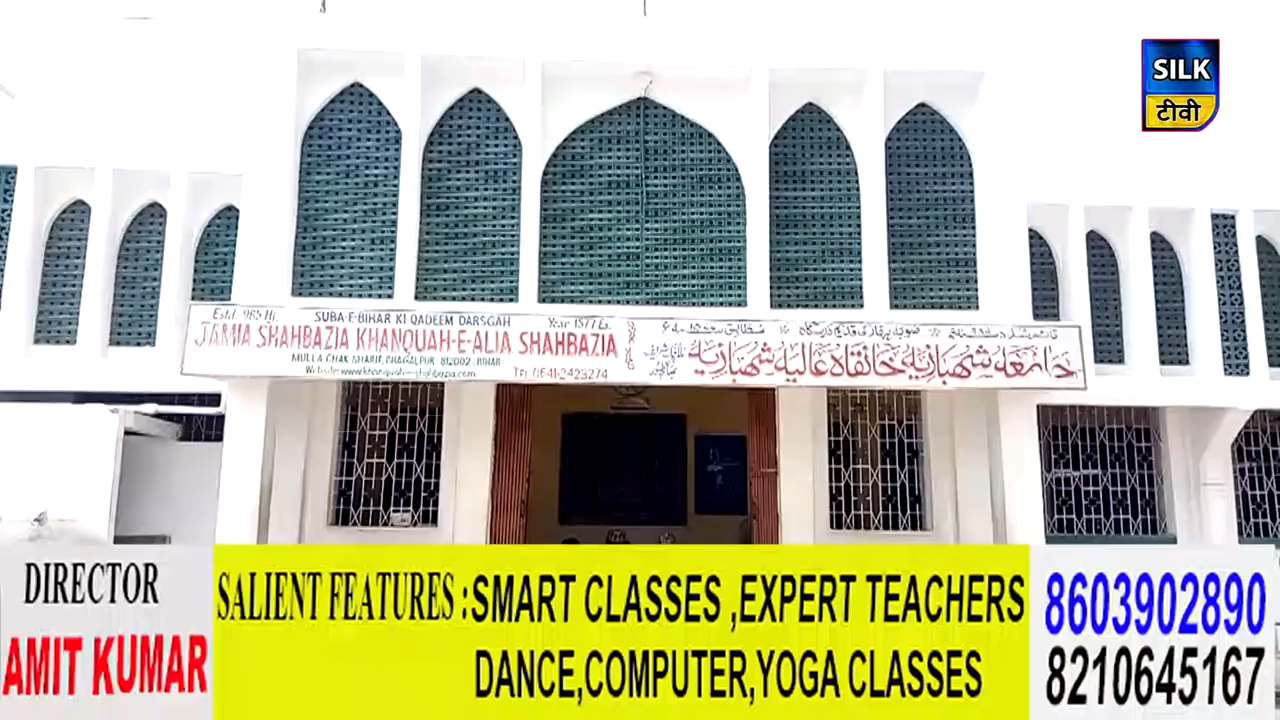 SILK
टीवी
Estd. 985 Hi.
SUBA-E-BIHAR KI QADEEM DARSGAH
Year 1577 Es.
JAMIA SHAHBAZIA KHANQUAH-E-ALIA SHAHBAZIA
MULLA CHAK SHARIF, BHAGALPUR, 812002, BIHAR
Tel. 0641-2423274
جامعہ شہبازیہ خانقاہ عالیہ شہبازیہ
DIRECTOR
AMIT KUMAR
SALIENT FEATURES :SMART CLASSES ,EXPERT TEACHERS
DANCE,COMPUTER,YOGA CLASSES
8603902890
8210645167